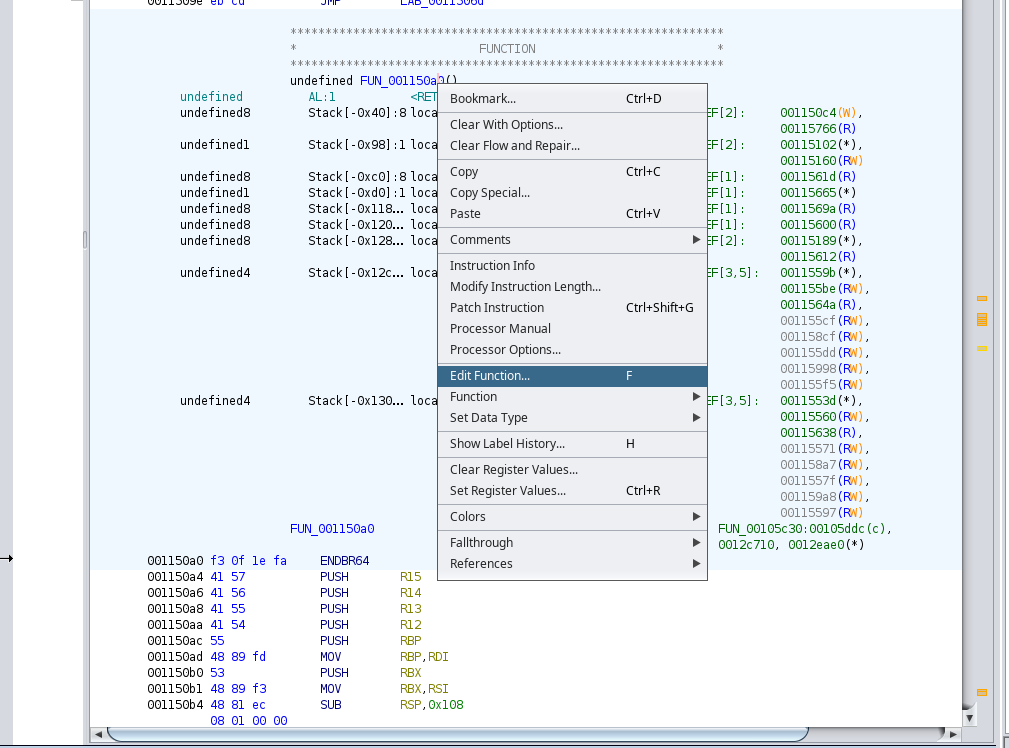 0011509e eb cd JMP LAB_0011506d
**************************************************************
* FUNCTION *
**************************************************************
undefined FUN_001150a0()
undefined AL:1 <RET
undefined8 Stack[-0x40]:8 loca EF[2]: 001150c4(W),
00115766(R)
undefined1 Stack[-0x98]:1 loca EF[2]: 00115102(*),
00115160(RW)
undefined8 Stack[-0xc0]:8 loca EF[1]: 0011561d(R)
undefined1 Stack[-0xd0]:1 loca EF[1]: 00115665(*)
undefined8 Stack[-0x118... loca EF[1]: 0011569a(R)
undefined8 Stack[-0x120... loca EF[1]: 00115600(R)
undefined8 Stack[-0x128... loca EF[2]: 00115189(*),
00115612(R)
undefined4 Stack[-0x12c... loca EF[3,5]: 0011559b(*),
001155be(RW),
0011564a(R),
001155cf(RW),
001158cf(RW),
001155dd(RW),
00115998(RW),
001155f5(RW)
undefined4 Stack[-0x130... loca EF[3,5]: 0011553d(*),
00115560(RW),
00115638(R),
00115571(RW),
001158a7(RW),
0011557f(RW),
001159a8(RW),
00115597(RW)
FUN_001150a0 FUN_00105c30:00105ddc(c),
0012c710, 0012eae0(*)
001150a0 f3 0f 1e fa ENDBR64
001150a4 41 57 PUSH R15
001150a6 41 56 PUSH R14
001150a8 41 55 PUSH R13
001150aa 41 54 PUSH R12
001150ac 55 PUSH RBP
001150ad 48 89 fd MOV RBP,RDI
001150b0 53 PUSH RBX
001150b1 48 89 f3 MOV RBX,RSI
001150b4 48 81 ec SUB RSP,0x108
08 01 00 00
Bookmark... Ctrl+D
Clear With Options...
Clear Flow and Repair...
Copy Ctrl+C
Copy Special...
Paste Ctrl+V
Comments
Instruction Info
Modify Instruction Length...
Patch Instruction Ctrl+Shift+G
Processor Manual
Processor Options...
Edit Function... F
Function
Set Data Type
Show Label History... H
Clear Register Values...
Set Register Values... Ctrl+R
Colors
Fallthrough
References